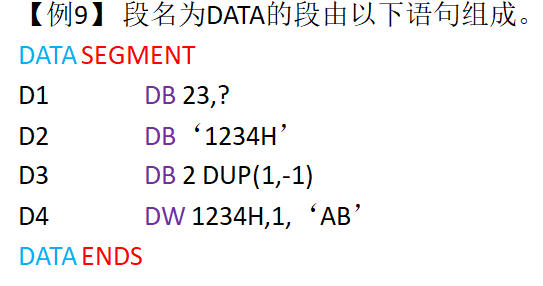 【例9】 段名为DATA的段由以下语句组成。
DATA SEGMENT
D1 DB 23,?
D2 DB ‘1234H’
D3 DB 2 DUP(1,-1)
D4 DW 1234H,1,‘AB’
DATA ENDS